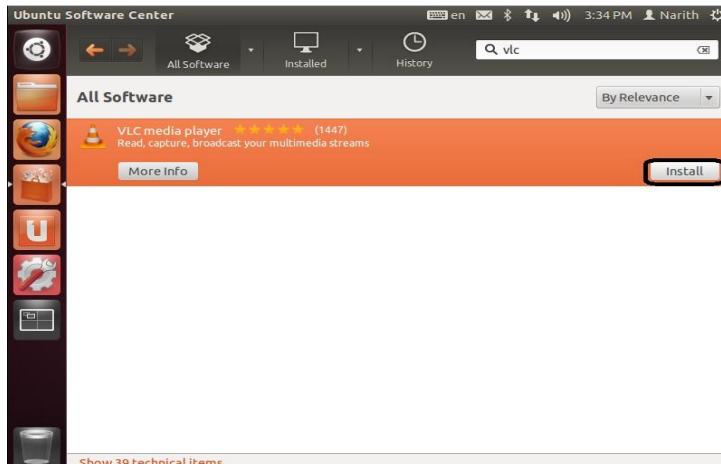 Ubuntu Software Center en 3:34 PM Narith
All Software Installed History vlc
All Software By Relevance
VLC media player (1447)
Read, capture, broadcast your multimedia streams
More Info Install
Show 39 technical items